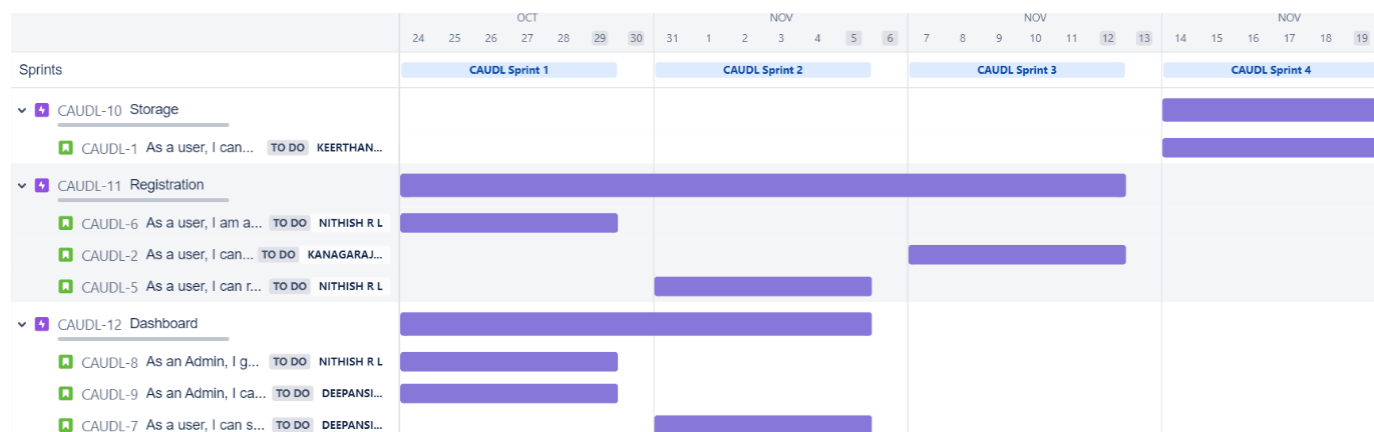 OCT NOV NOV NOV
24 25 26 27 28 29 30 31 1 2 3 4 5 6 7 8 9 10 11 12 13 14 15 16 17 18 19
Sprints CAUDL Sprint 1 CAUDL Sprint 2 CAUDL Sprint 3 CAUDL Sprint 4
CAUDL-10 Storage
CAUDL-1 As a user, I can... TO DO KEERTHAN...
CAUDL-11 Registration
CAUDL-6 As a user, I am a... TO DO NITHISH R L
CAUDL-2 As a user, I can... TO DO KANAGARAJ...
CAUDL-5 As a user, I can r... TO DO NITHISH R L
CAUDL-12 Dashboard
CAUDL-8 As an Admin, I g... TO DO NITHISH R L
CAUDL-9 As an Admin, I ca... TO DO DEEPANSI...
CAUDL-7 As a user, I can s... TO DO DEEPANSI...